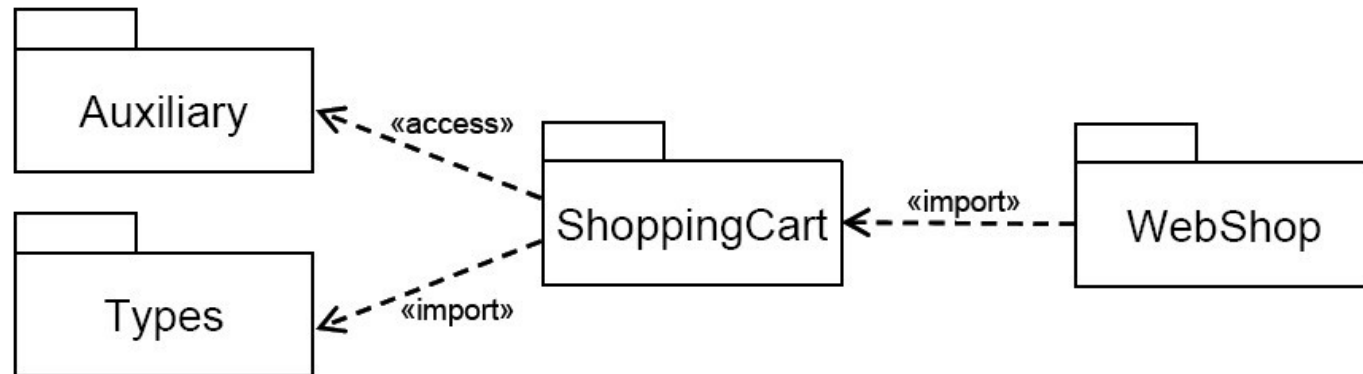 Auxiliary
«access»
ShoppingCart
«import»
WebShop
Types
«import»